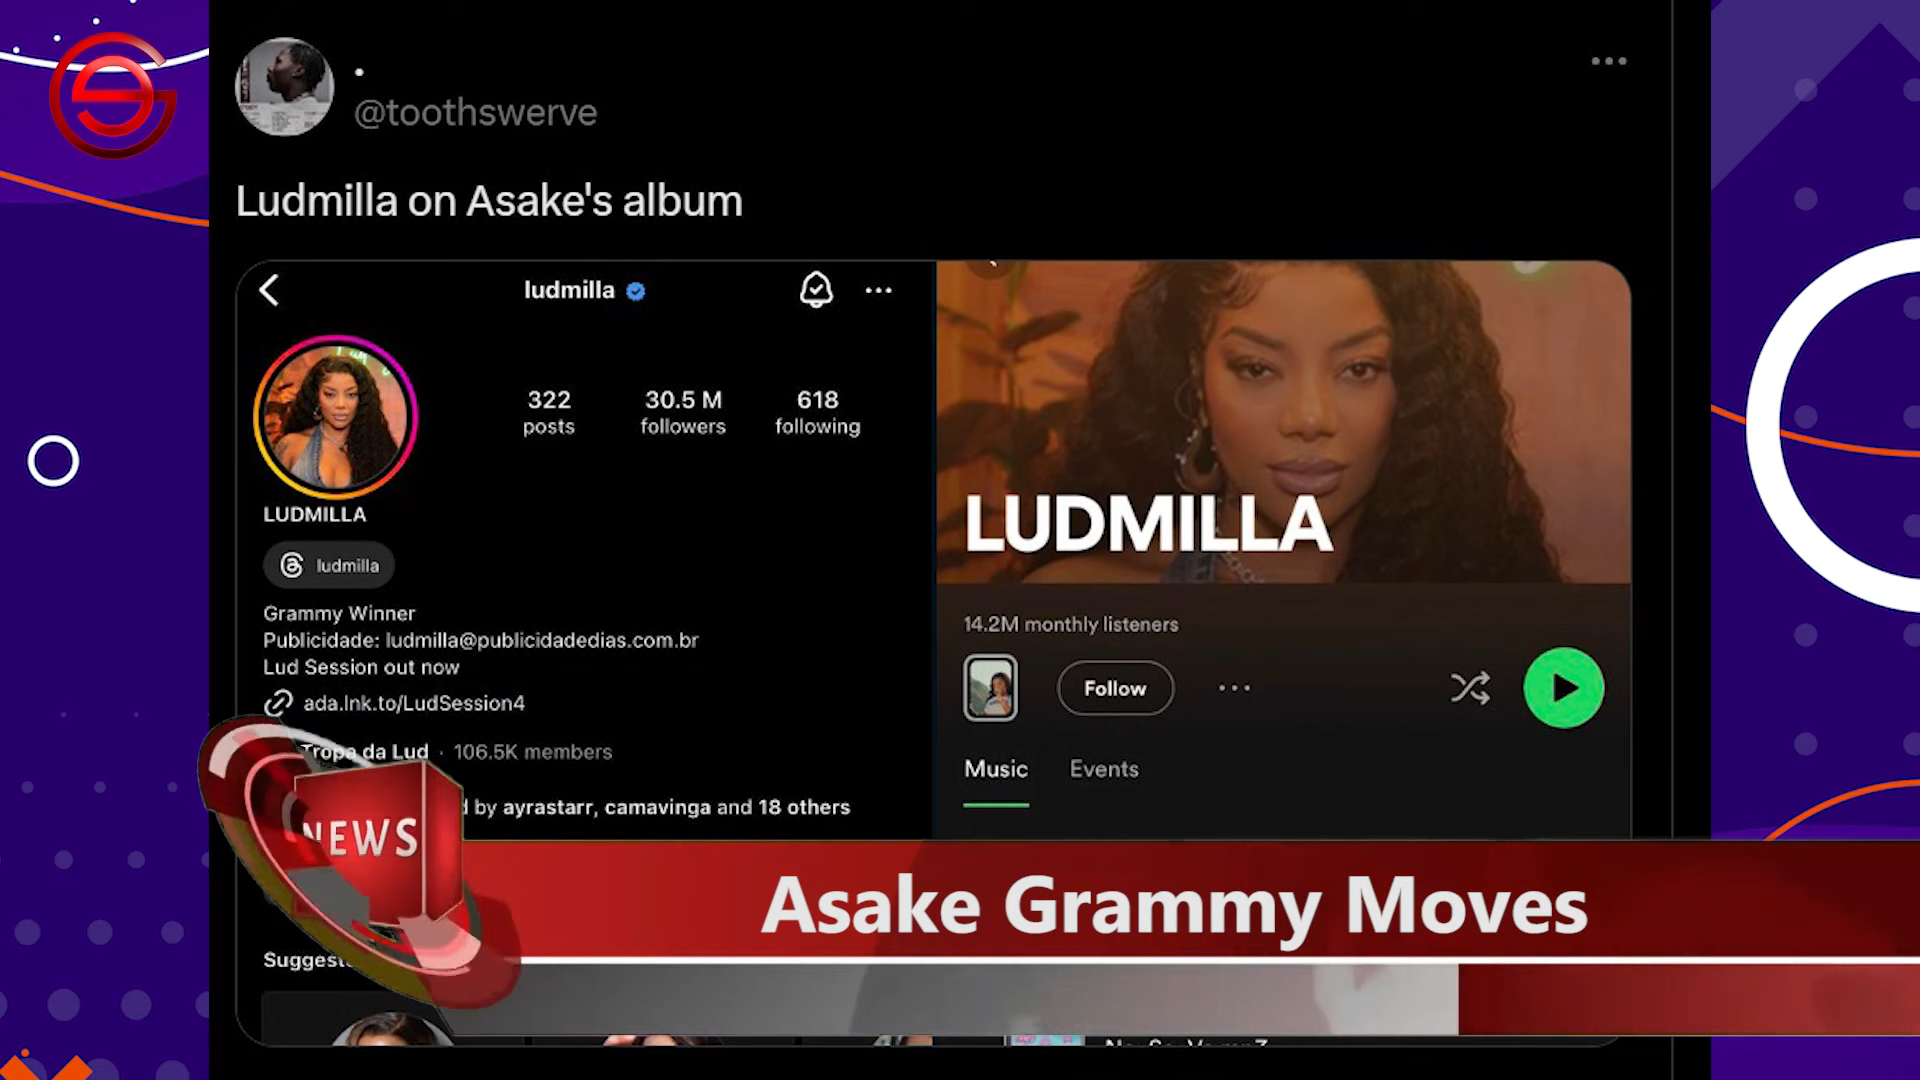 .
@toothswerve
Ludmilla on Asake's album
ludmilla
322 posts
30.5 M followers
618 following
LUDMILLA
ludmilla
Grammy Winner
Publicidade: ludmilla@publicidadedias.com.br
Lud Session out now
ada.lnk.to/LudSession4
Tropa da Lud · 106.5K members
by ayrastarr, camavinga and 18 others
LUDMILLA
14.2M monthly listeners
Follow
Music Events
NEWS
Asake Grammy Moves